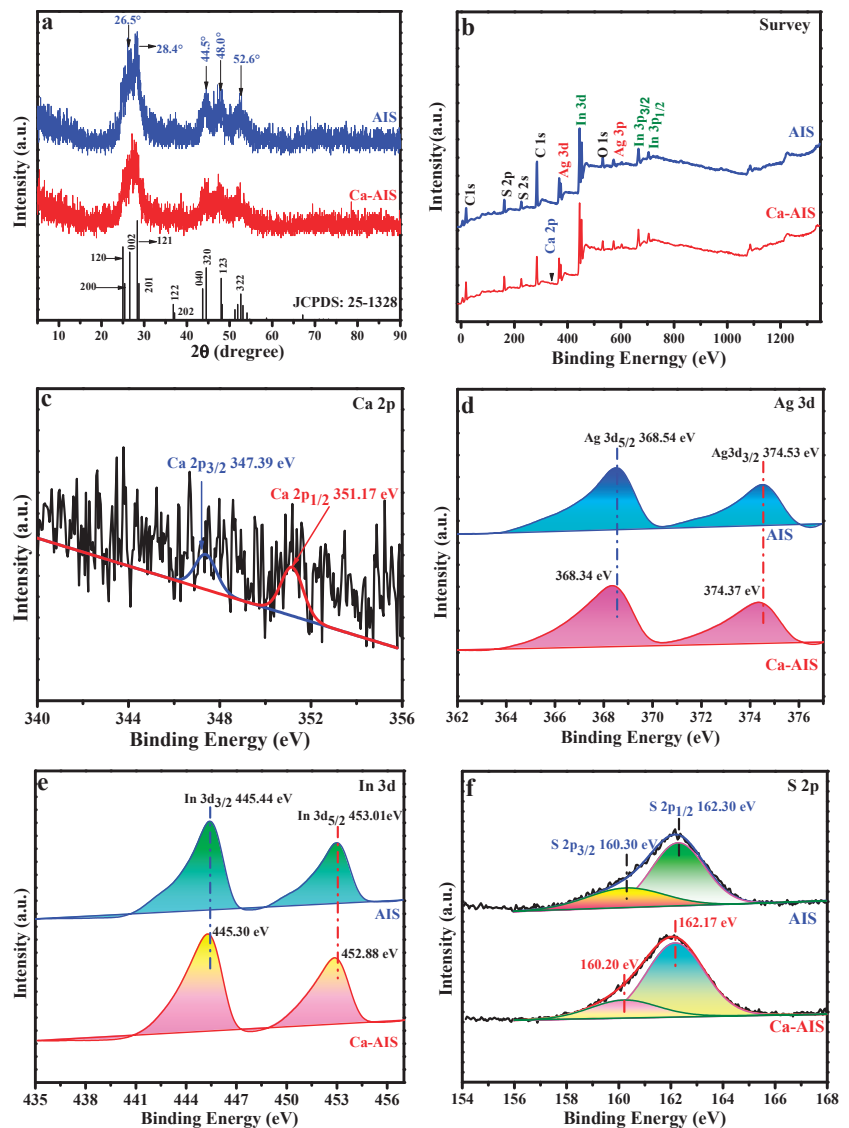 a
26.5°
28.4°
44.5°
48.0°
52.6°
AIS
Ca-AIS
120
002
121
200
201
122
202
040
320
123
322
JCPDS: 25-1328
Intensity (a.u.)
5 10 20 30 40 50 60 70 80 90
2θ (dregree)
b
Survey
C1s
S 2p
S 2s
C 1s
Ag 3d
In 3d
O 1s
Ag 3p
In 3p3/2
In 3p1/2
AIS
Ca 2p
Ca-AIS
Intensity (a.u.)
0 200 400 600 800 1000 1200
Binding Enerngy (eV)
c
Ca 2p
Ca 2p3/2 347.39 eV
Ca 2p1/2 351.17 eV
Intensity (a.u.)
340 344 348 352 356
Binding Energy (eV)
d
Ag 3d
Ag 3d5/2 368.54 eV
Ag3d3/2 374.53 eV
AIS
368.34 eV
374.37 eV
Ca-AIS
Intensity (a.u.)
362 364 366 368 370 372 374 376
Binding Energy (eV)
e
In 3d
In 3d3/2 445.44 eV
In 3d5/2 453.01eV
AIS
445.30 eV
452.88 eV
Ca-AIS
Intensity (a.u.)
435 438 441 444 447 450 453 456
Binding Energy (eV)
f
S 2p
S 2p1/2 162.30 eV
S 2p3/2 160.30 eV
AIS
162.17 eV
160.20 eV
Ca-AIS
Intensity (a.u.)
154 156 158 160 162 164 166 168
Binding Energy (eV)